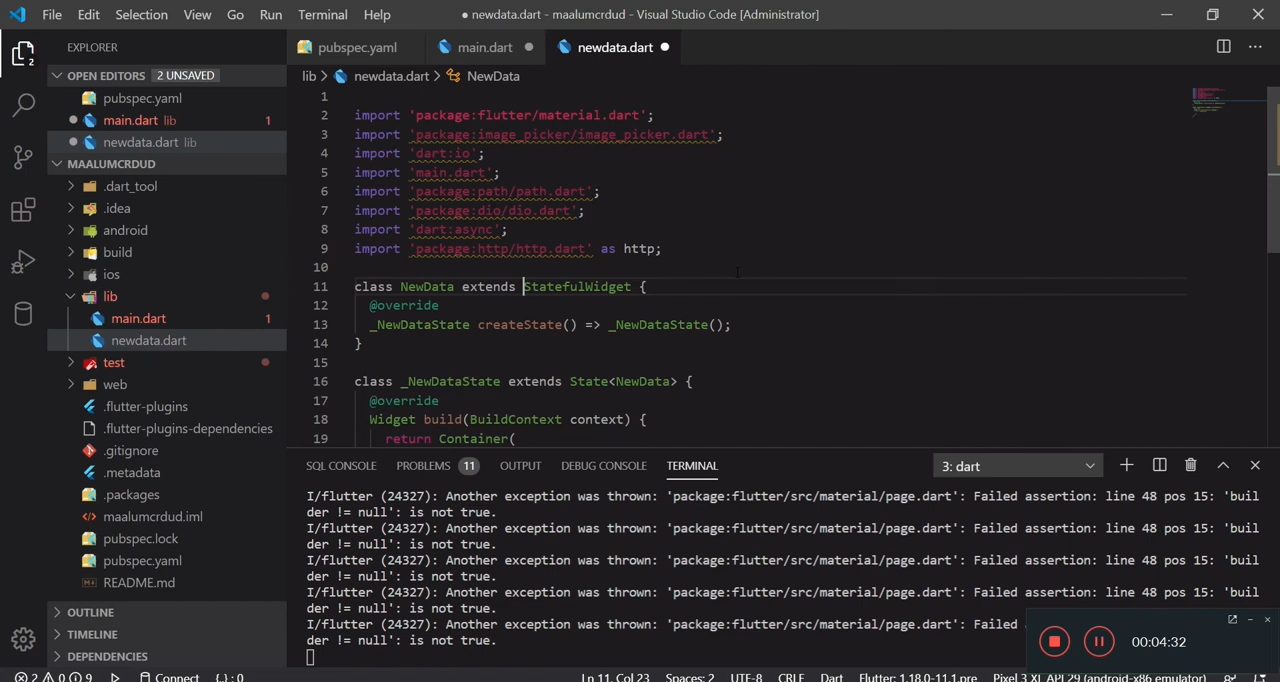 File Edit Selection View Go Run Terminal Help
● newdata.dart - maalumcrdud - Visual Studio Code [Administrator]
EXPLORER
OPEN EDITORS 2 UNSAVED
pubspec.yaml
main.dart lib 1
newdata.dart lib
MAALUMCRDUD
.dart_tool
.idea
android
build
ios
lib
main.dart 1
newdata.dart
test
web
.flutter-plugins
.flutter-plugins-dependencies
.gitignore
.metadata
.packages
maalumcrdud.iml
pubspec.lock
pubspec.yaml
README.md
OUTLINE
TIMELINE
DEPENDENCIES
2
pubspec.yaml main.dart newdata.dart
lib > newdata.dart > NewData
1
2 import 'package:flutter/material.dart';
3 import 'package:image_picker/image_picker.dart';
4 import 'dart:io';
5 import 'main.dart';
6 import 'package:path/path.dart';
7 import 'package:dio/dio.dart';
8 import 'dart:async';
9 import 'package:http/http.dart' as http;
10
11 class NewData extends StatefulWidget {
12 @override
13 _NewDataState createState() => _NewDataState();
14 }
15
16 class _NewDataState extends State<NewData> {
17 @override
18 Widget build(BuildContext context) {
19 return Container(
SQL CONSOLE PROBLEMS 11 OUTPUT DEBUG CONSOLE TERMINAL 3: dart
I/flutter (24327): Another exception was thrown: 'package:flutter/src/material/page.dart': Failed assertion: line 48 pos 15: 'buil
der != null': is not true.
I/flutter (24327): Another exception was thrown: 'package:flutter/src/material/page.dart': Failed assertion: line 48 pos 15: 'buil
der != null': is not true.
I/flutter (24327): Another exception was thrown: 'package:flutter/src/material/page.dart': Failed assertion: line 48 pos 15: 'buil
der != null': is not true.
I/flutter (24327): Another exception was thrown: 'package:flutter/src/material/page.dart': Failed assertion: line 48 pos 15: 'buil
der != null': is not true.
I/flutter (24327): Another exception was thrown: 'package:flutter/src/material/page.dart': Failed
der != null': is not true.
00:04:32
2 0 9 Connect {.} : 0 Ln 11, Col 23 Spaces: 2 UTF-8 CRLF Dart Flutter: 1.18.0-11.1.pre Pixel 3 XL API 29 (android-x86 emulator)